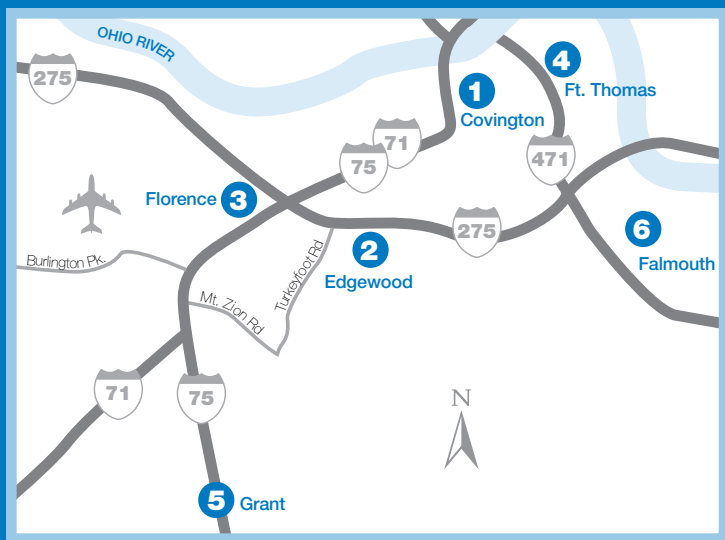 OHIO RIVER
275
1
Covington
4
Ft. Thomas
71
75
471
Florence 3
275
2
Edgewood
6
Falmouth
Burlington Pk.
Turkeyfoot Rd
Mt. Zion Rd
71
75
N
5 Grant